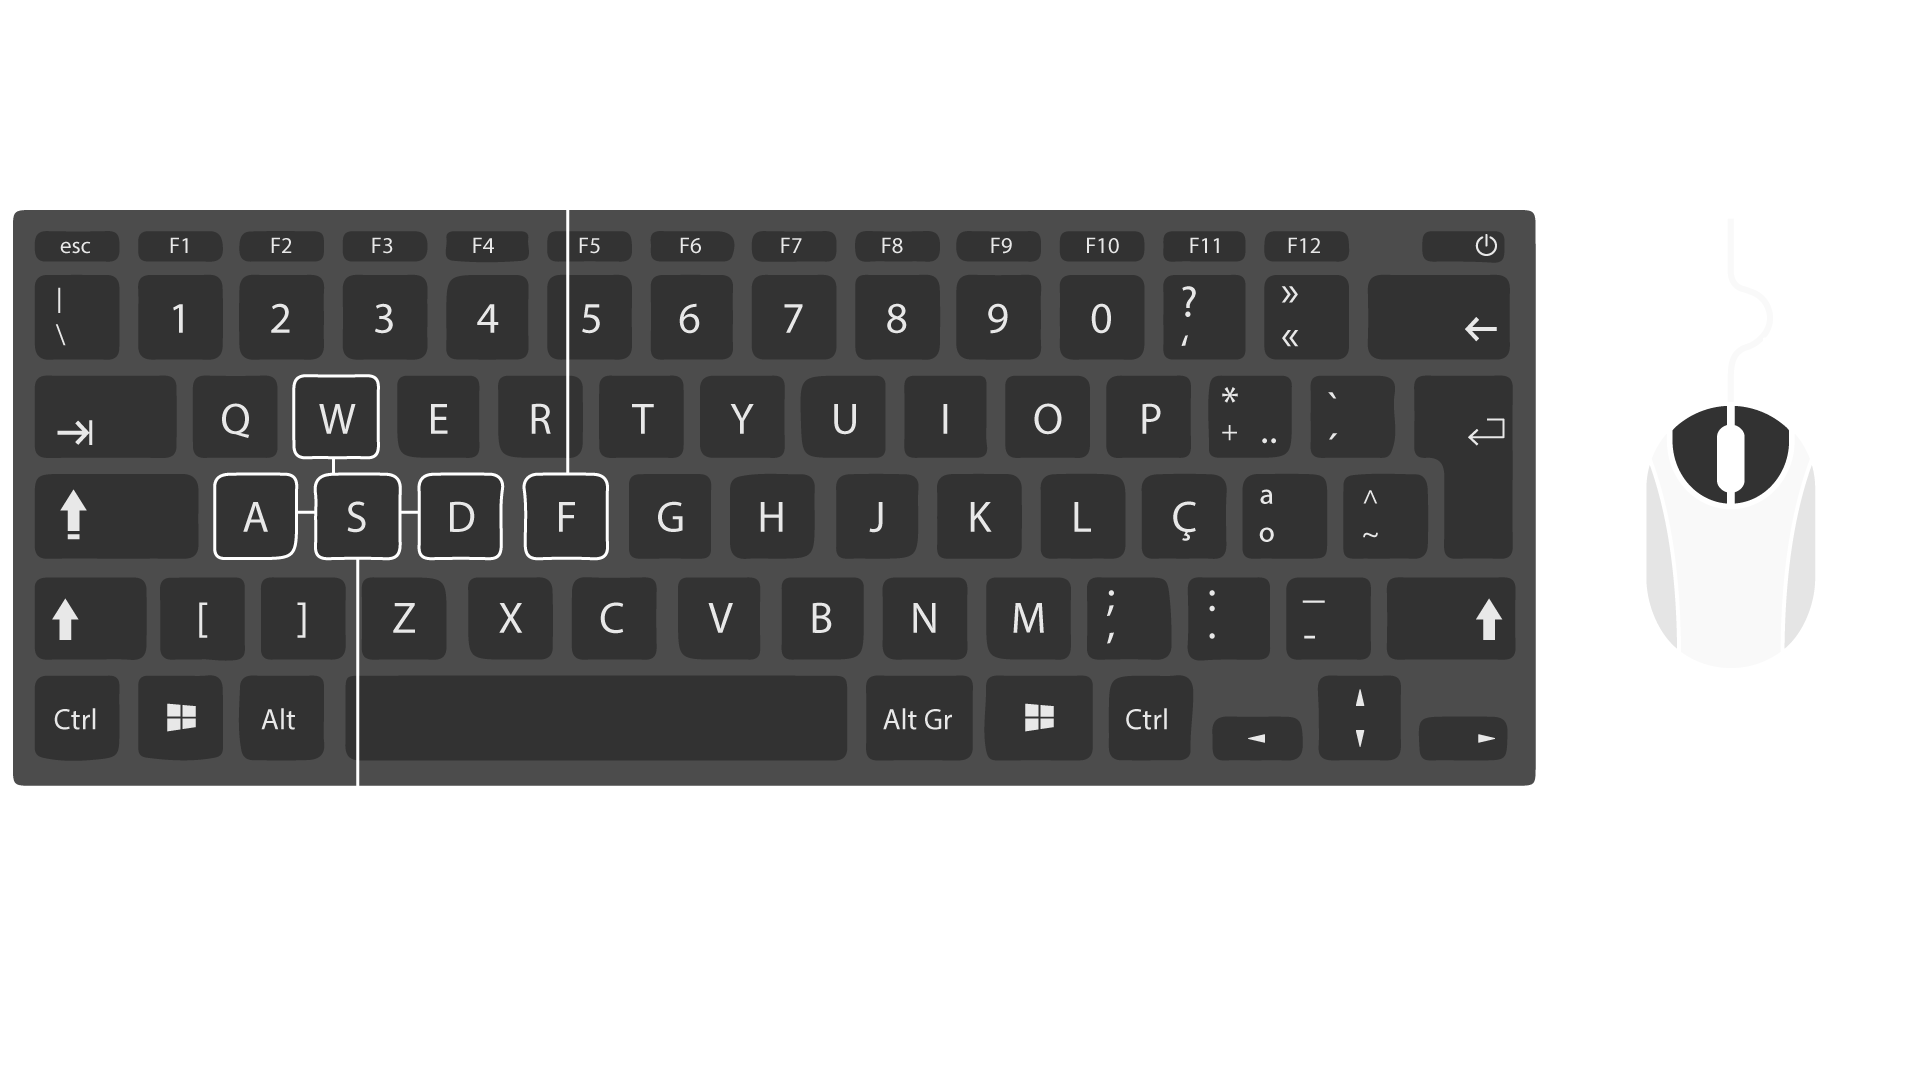 esc F1 F2 F3 F4 F5 F6 F7 F8 F9 F10 F11 F12
| \ 1 2 3 4 5 6 7 8 9 0 ? ' » «
Q W E R T Y U I O P * + ¨ ` ´
A S D F G H J K L Ç ª º ^ ~
[ ] Z X C V B N M ; , : . _ -
Ctrl Alt Alt Gr Ctrl